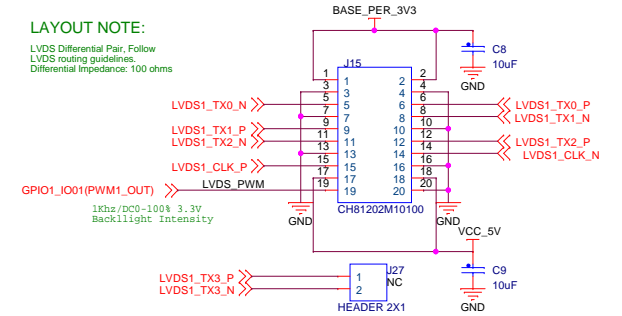 BASE_PER_3V3
LAYOUT NOTE:
LVDS Differential Pair, Follow
LVDS routing guidelines.
Differential Impedance: 100 ohms
C8
10uF
GND
J15
1 1 2 2
3 3 4 4
LVDS1_TX0_N 5 5 6 6 LVDS1_TX0_P
7 7 8 8 LVDS1_TX1_N
LVDS1_TX1_P 9 9 10 10
LVDS1_TX2_N 11 11 12 12 LVDS1_TX2_P
13 13 14 14 LVDS1_CLK_N
LVDS1_CLK_P 15 15 16 16
17 17 18 18
GPIO1_IO01(PWM1_OUT) LVDS_PWM 19 19 20 20
1Khz/DC0-100% 3.3V
Backllight Intensity
CH81202M10100
GND
GND
VCC_5V
C9
10uF
GND
J27
NC
LVDS1_TX3_P 1
LVDS1_TX3_N 2
HEADER 2X1